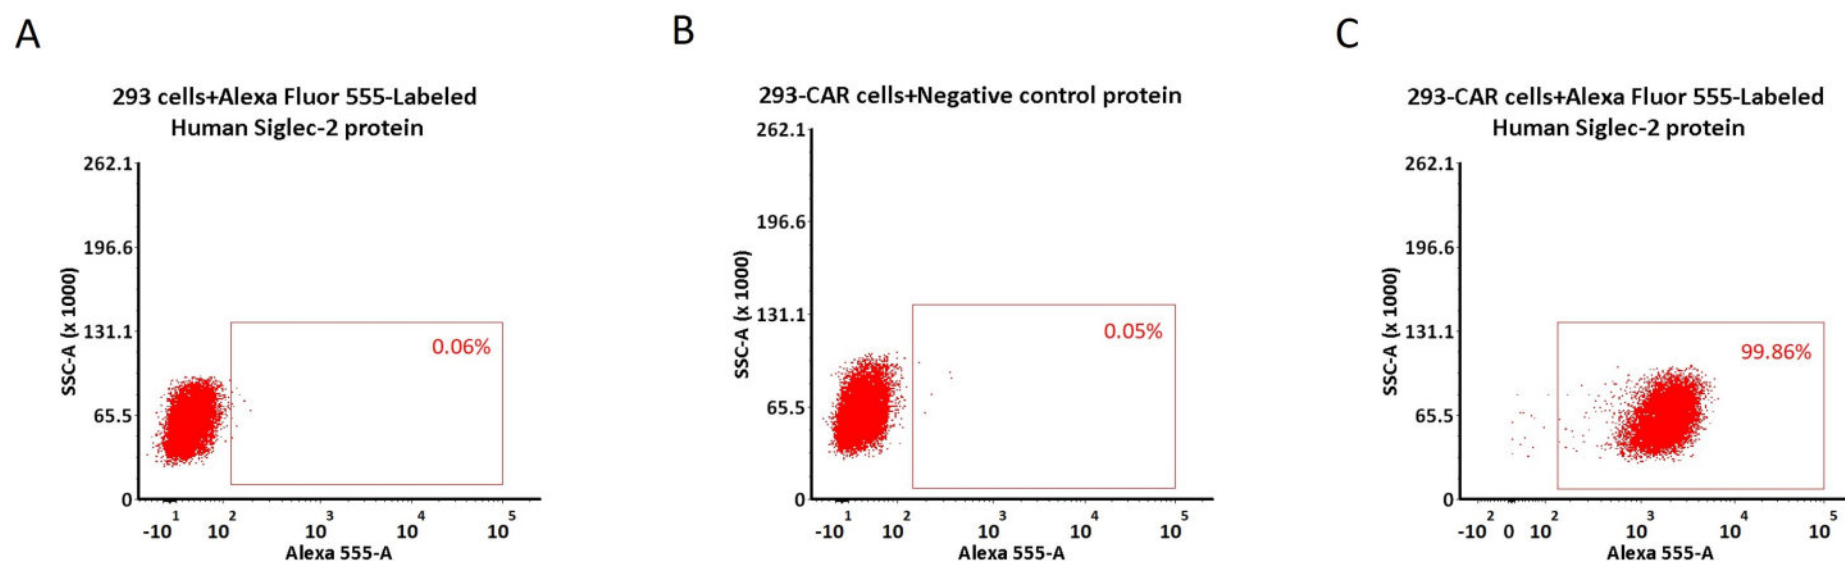 A
293 cells+Alexa Fluor 555-Labeled
Human Siglec-2 protein
262.1
196.6
131.1
65.5
0
SSC-A (x 1000)
0.06%
-10^1 10^2 10^3 10^4 10^5
Alexa 555-A
B
293-CAR cells+Negative control protein
262.1
196.6
131.1
65.5
0
SSC-A (x 1000)
0.05%
-10^1 10^2 10^3 10^4 10^5
Alexa 555-A
C
293-CAR cells+Alexa Fluor 555-Labeled
Human Siglec-2 protein
262.1
196.6
131.1
65.5
0
SSC-A (x 1000)
99.86%
-10^2 0 10^2 10^3 10^4 10^5
Alexa 555-A